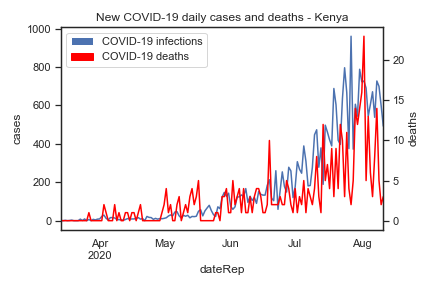 New COVID-19 daily cases and deaths - Kenya
COVID-19 infections
COVID-19 deaths
1000
800
600
400
200
0
cases
20
15
10
5
0
deaths
Apr
2020
May
Jun
Jul
Aug
dateRep